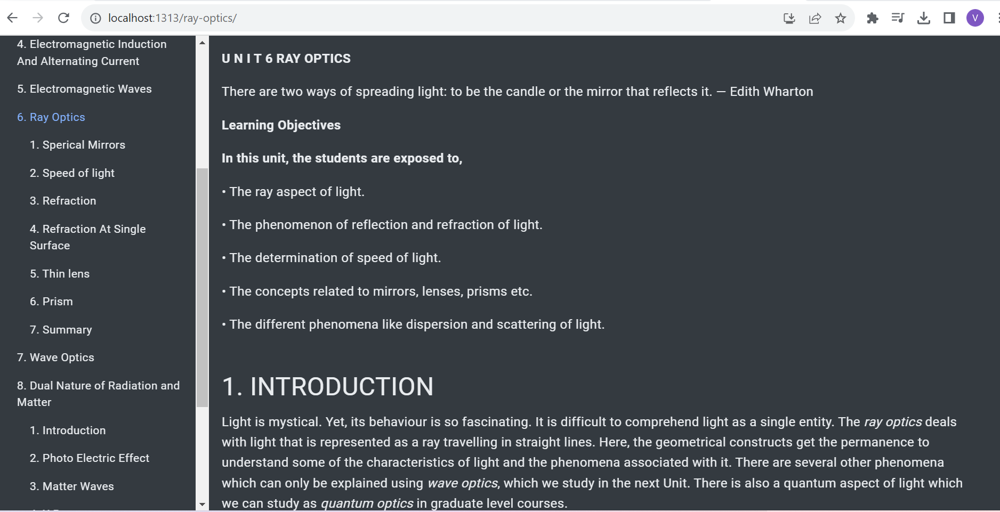 localhost:1313/ray-optics/
V
4. Electromagnetic Induction
And Alternating Current
5. Electromagnetic Waves
6. Ray Optics
1. Sperical Mirrors
2. Speed of light
3. Refraction
4. Refraction At Single
Surface
5. Thin lens
6. Prism
7. Summary
7. Wave Optics
8. Dual Nature of Radiation and
Matter
1. Introduction
2. Photo Electric Effect
3. Matter Waves
U N I T 6 RAY OPTICS
There are two ways of spreading light: to be the candle or the mirror that reflects it. — Edith Wharton
Learning Objectives
In this unit, the students are exposed to,
• The ray aspect of light.
• The phenomenon of reflection and refraction of light.
• The determination of speed of light.
• The concepts related to mirrors, lenses, prisms etc.
• The different phenomena like dispersion and scattering of light.
1. INTRODUCTION
Light is mystical. Yet, its behaviour is so fascinating. It is difficult to comprehend light as a single entity. The ray optics deals
with light that is represented as a ray travelling in straight lines. Here, the geometrical constructs get the permanence to
understand some of the characteristics of light and the phenomena associated with it. There are several other phenomena
which can only be explained using wave optics, which we study in the next Unit. There is also a quantum aspect of light which
we can study as quantum optics in graduate level courses.